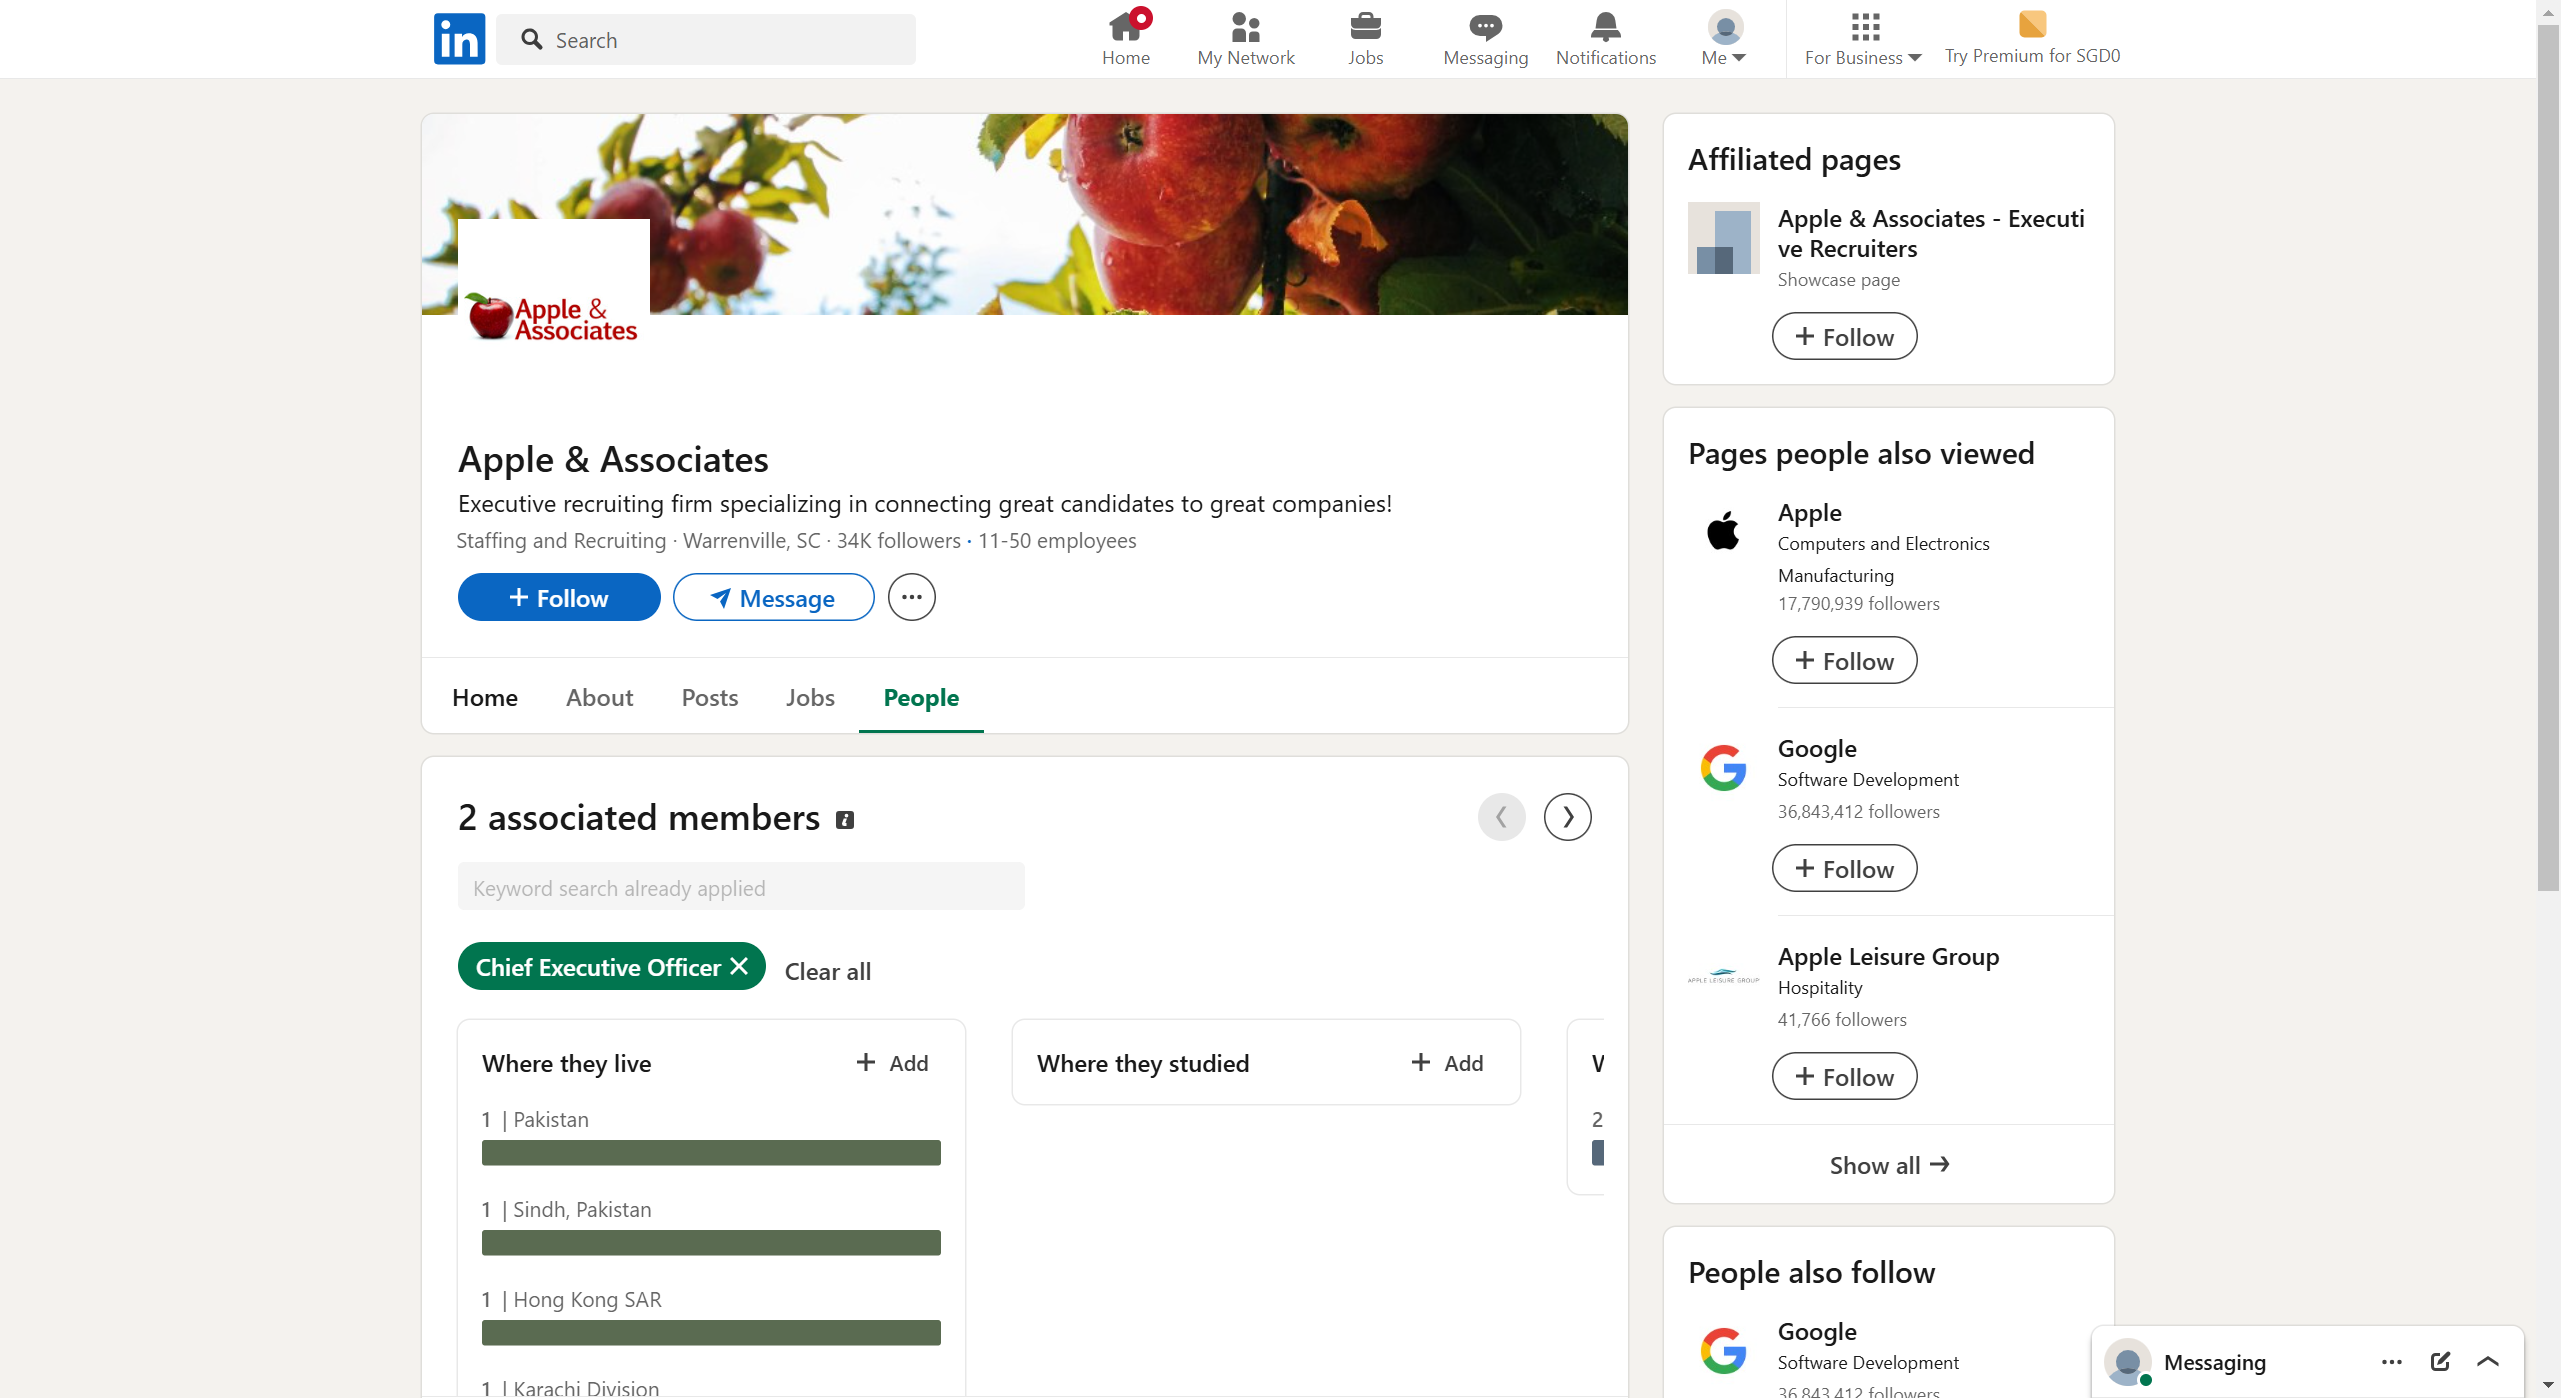 Search
Home
My Network
Jobs
Messaging
Notifications
Me
For Business
Try Premium for SGD0
Apple &
Associates
Apple & Associates
Executive recruiting firm specializing in connecting great candidates to great companies!
Staffing and Recruiting · Warrenville, SC · 34K followers · 11-50 employees
+ Follow
Message
Home
About
Posts
Jobs
People
2 associated members
Keyword search already applied
Chief Executive Officer
Clear all
Where they live
+ Add
1 | Pakistan
1 | Sindh, Pakistan
1 | Hong Kong SAR
1 | Karachi Division
Where they studied
+ Add
2
Affiliated pages
Apple & Associates - Executi
ve Recruiters
Showcase page
+ Follow
Pages people also viewed
Apple
Computers and Electronics
Manufacturing
17,790,939 followers
+ Follow
Google
Software Development
36,843,412 followers
+ Follow
APPLE LEISURE GROUP
Apple Leisure Group
Hospitality
41,766 followers
+ Follow
Show all →
People also follow
Google
Software Development
36,843,412 followers
Messaging